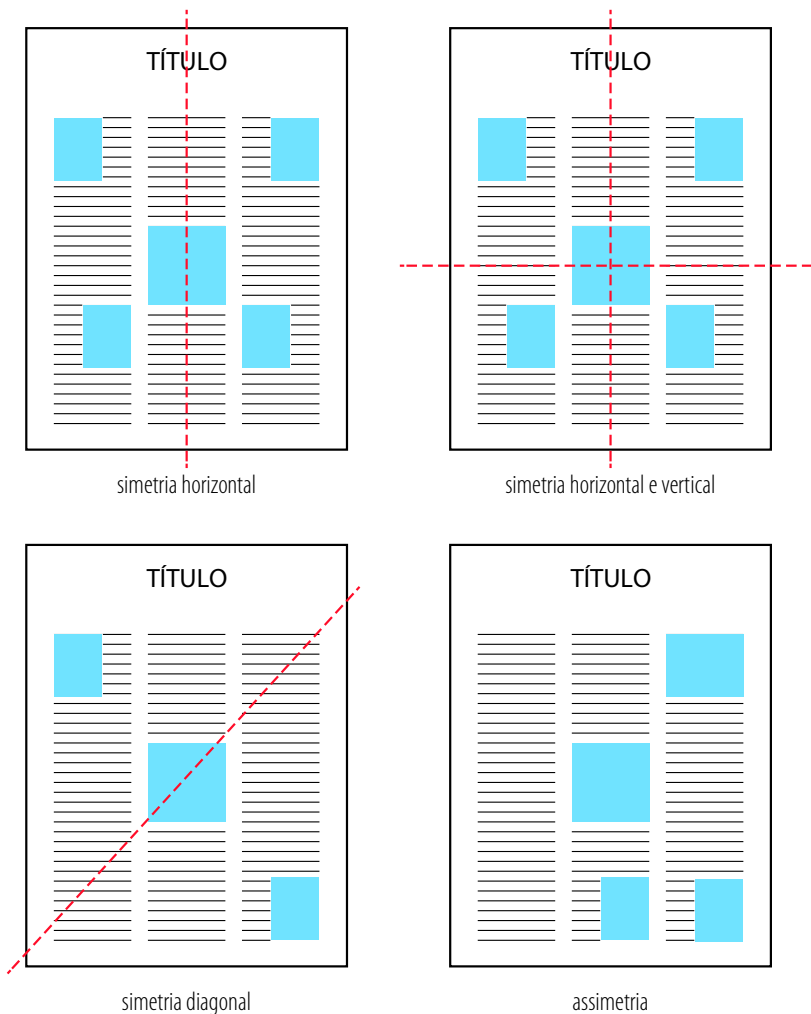 TÍTULO
TÍTULO
simetria horizontal
simetria horizontal e vertical
TÍTULO
TÍTULO
simetria diagonal
assimetria